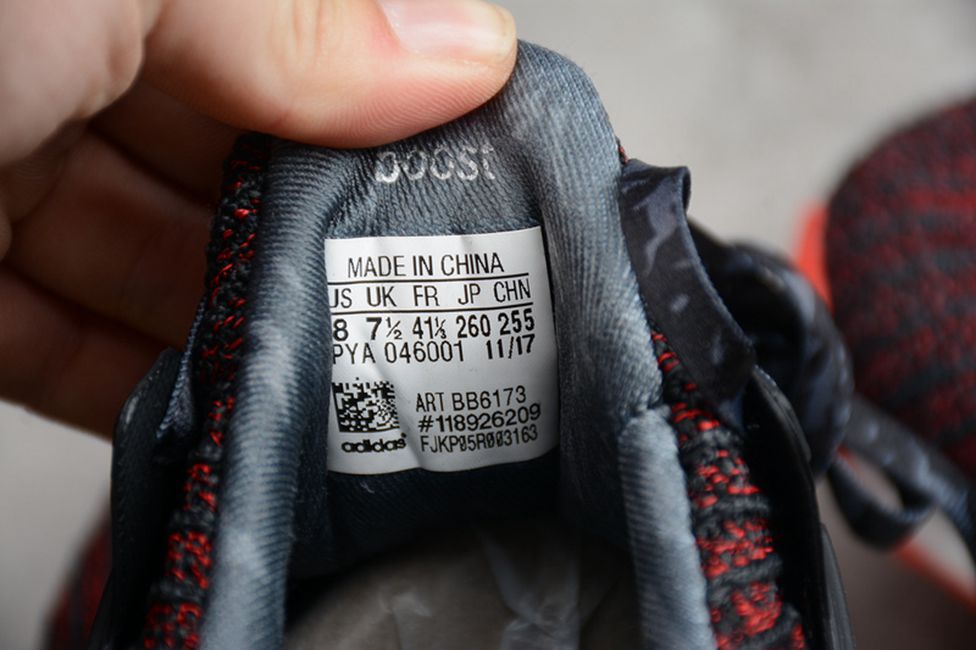 boost
MADE IN CHINA
US UK FR JP CHN
8 7½ 41⅓ 260 255
PYA 046001 11/17
ART BB6173
#118926209
adidas FJKP05R003163